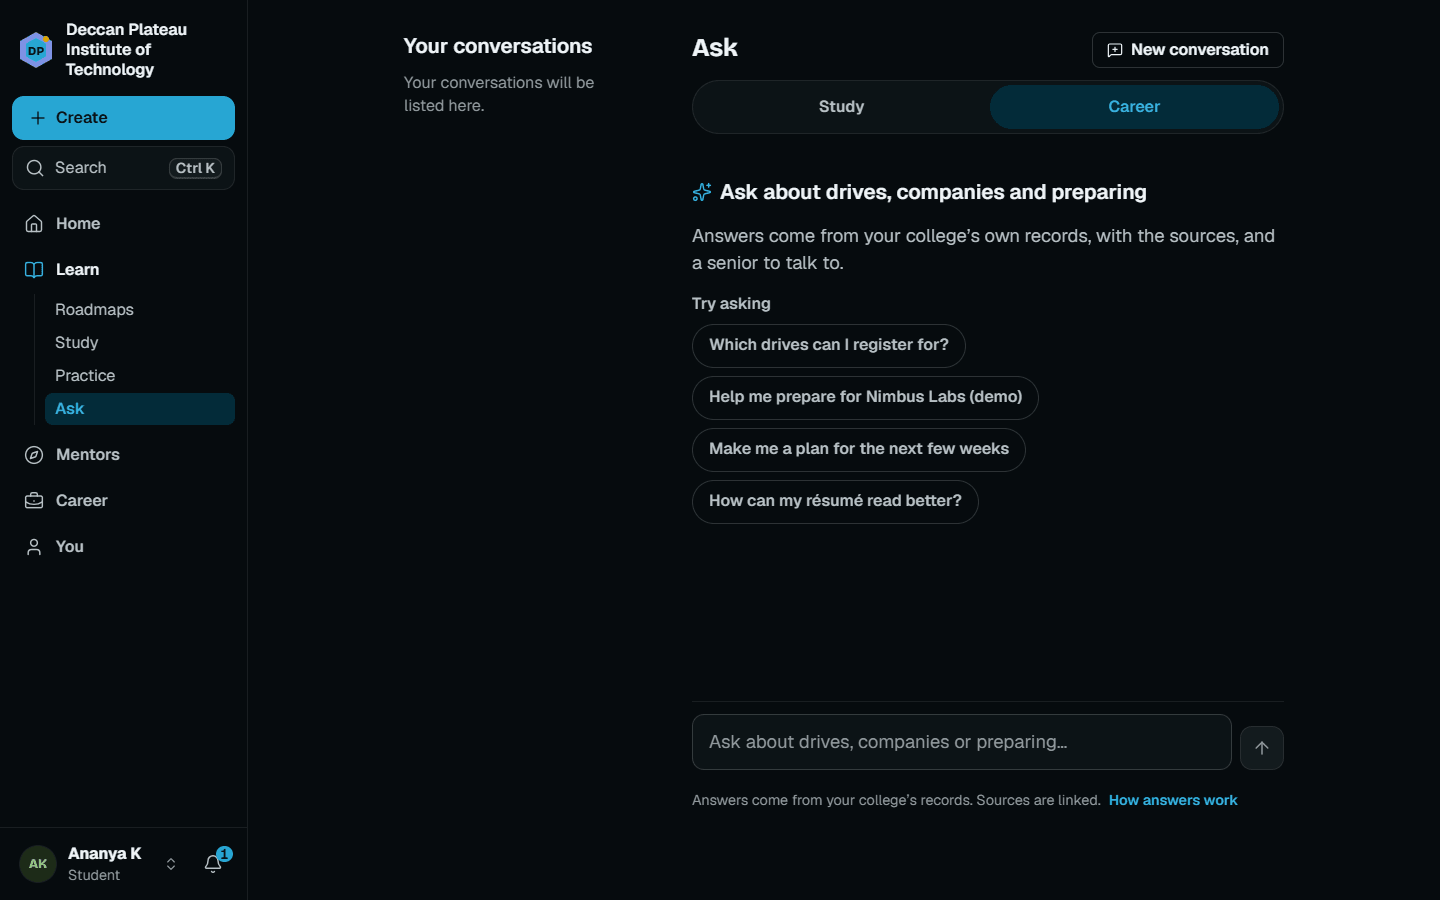 DP
Deccan Plateau
Institute of
Technology
Create
Search
Ctrl K
Home
Learn
Roadmaps
Study
Practice
Ask
Mentors
Career
You
AK
Ananya K
Student
1
Your conversations
Your conversations will be
listed here.
Ask
New conversation
Study
Career
Ask about drives, companies and preparing
Answers come from your college’s own records, with the sources, and
a senior to talk to.
Try asking
Which drives can I register for?
Help me prepare for Nimbus Labs (demo)
Make me a plan for the next few weeks
How can my résumé read better?
Ask about drives, companies or preparing…
Answers come from your college’s records. Sources are linked. How answers work